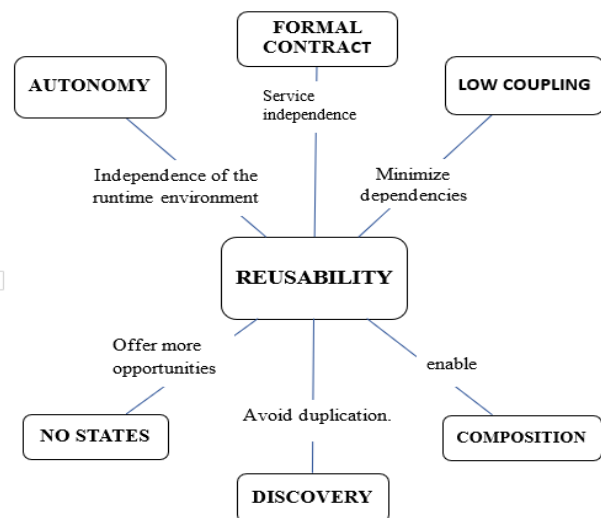 FORMAL
CONTRACT
AUTONOMY
LOW COUPLING
Service
independence
Independence of the
runtime environment
Minimize
dependencies
REUSABILITY
Offer more
opportunities
enable
Avoid duplication.
NO STATES
COMPOSITION
DISCOVERY